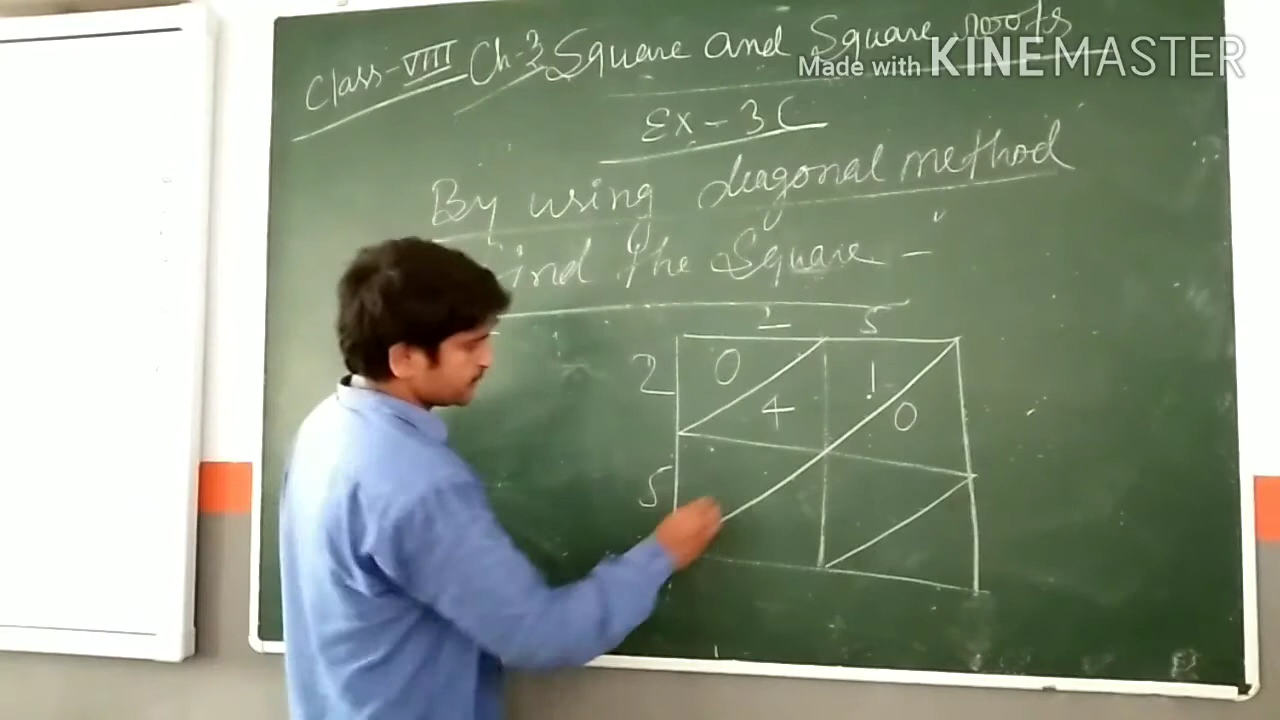 Class-VIII Ch-3 Square and Square roots
Made with KINEMASTER
Ex-3C
By using diagonal method
find the Square -
2 5
2 0 1
4 0
5